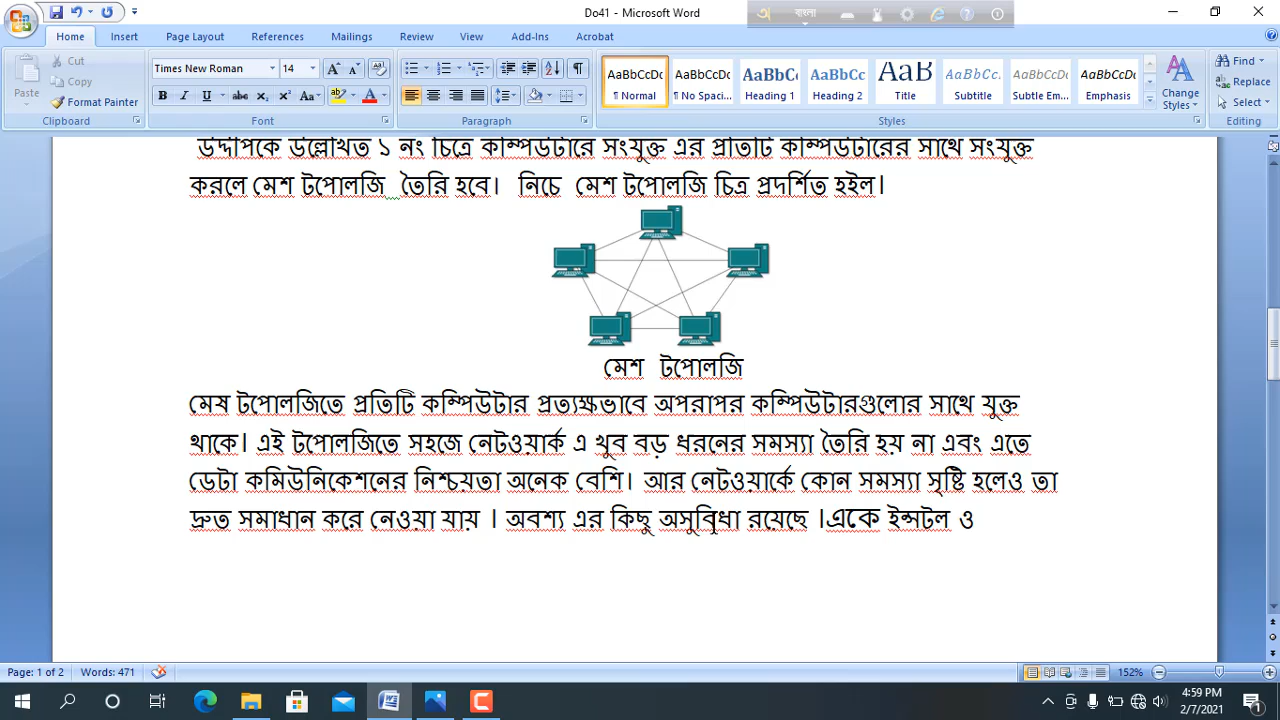 Do41 - Microsoft Word
বাংলা
Home Insert Page Layout References Mailings Review View Add-Ins Acrobat
Paste
Cut
Copy
Format Painter
Clipboard
Times New Roman 14
Font
Paragraph
AaBbCcDc AaBbCcDc AaBbCc AaBbCc AaB AaBbCc. AaBbCcDc AaBbCcDc
¶ Normal ¶ No Spaci... Heading 1 Heading 2 Title Subtitle Subtle Em... Emphasis
Change Styles
Styles
Find
Replace
Select
Editing
উদ্দীপকে উল্লেখিত ১ নং চিত্রে কম্পিউটারে সংযুক্ত এর প্রতিটি কম্পিউটারের সাথে সংযুক্ত
করলে মেশ টপোলজি তৈরি হবে। নিচে মেশ টপোলজি চিত্র প্রদর্শিত হইল।
মেশ টপোলজি
মেষ টপোলজিতে প্রতিটি কম্পিউটার প্রত্যক্ষভাবে অপরাপর কম্পিউটারগুলোর সাথে যুক্ত
থাকে। এই টপোলজিতে সহজে নেটওয়ার্ক এ খুব বড় ধরনের সমস্যা তৈরি হয় না এবং এতে
ডেটা কমিউনিকেশনের নিশ্চয়তা অনেক বেশি। আর নেটওয়ার্কে কোন সমস্যা সৃষ্টি হলেও তা
দ্রুত সমাধান করে নেওয়া যায় । অবশ্য এর কিছু অসুবিধা রয়েছে ।একে ইন্সটল ও
Page: 1 of 2 Words: 471 152%
4:59 PM
2/7/2021